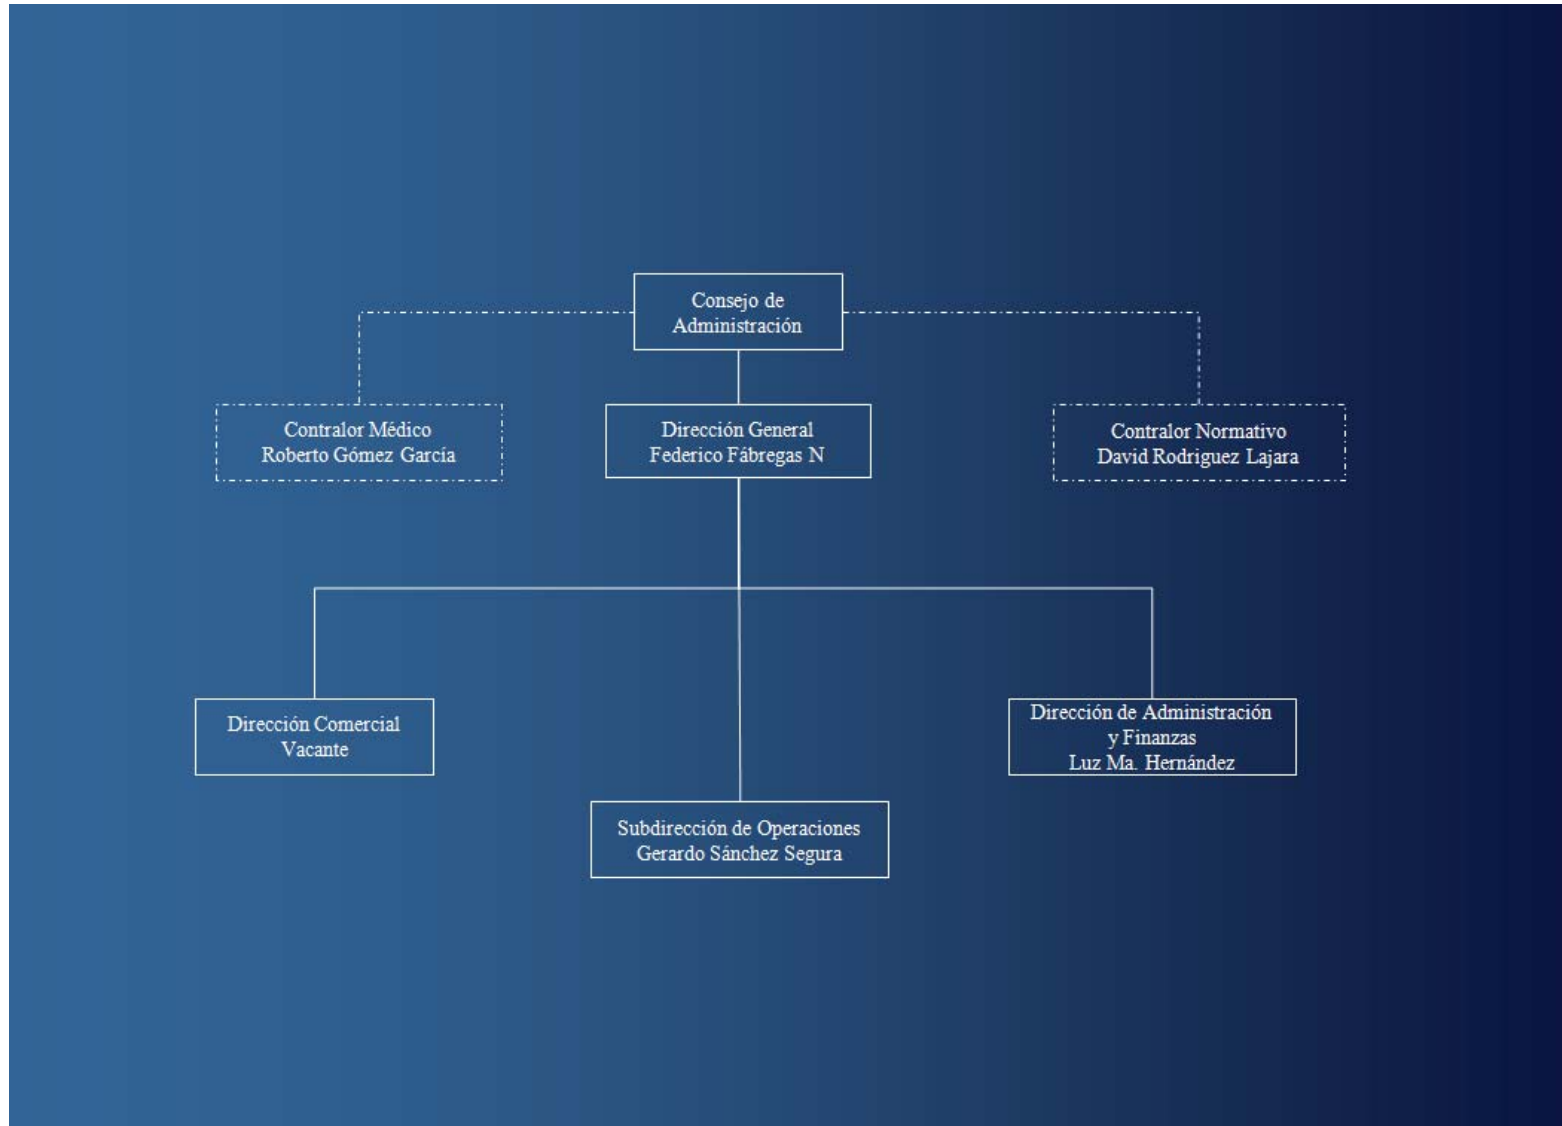 Consejo de
Administración
Contralor Médico
Roberto Gómez García
Dirección General
Federico Fábregas N
Contralor Normativo
David Rodriguez Lajara
Dirección Comercial
Vacante
Dirección de Administración
y Finanzas
Luz Ma. Hernández
Subdirección de Operaciones
Gerardo Sánchez Segura